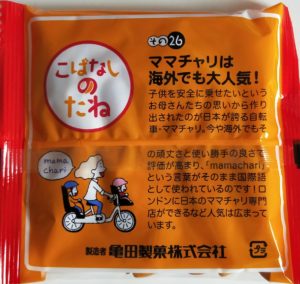 こばなし
の
たね
その26
ママチャリは
海外でも大人気！
子供を安全に乗せたいという
お母さんたちの思いから作り
出されたのが日本が誇る自転
車・ママチャリ。今や海外でもそ
の頑丈さと使い勝手の良さで
評価が高まり、「mamachari」
という言葉がそのまま国際語
として使われているのです！ロ
ンドンに日本のママチャリ専門
店ができるなど人気は広まって
います。
mama
chari
製造者 亀田製菓株式会社
プラ